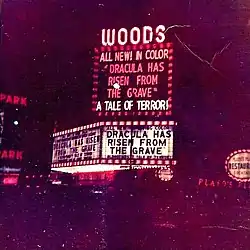 WOODS
ALL NEW! IN COLOR
"DRACULA HAS
RISEN FROM
THE GRAVE"
A TALE OF TERROR!
DRACULA HAS
RISEN FROM
THE GRAVE
PARK
PARK
RESTAURA